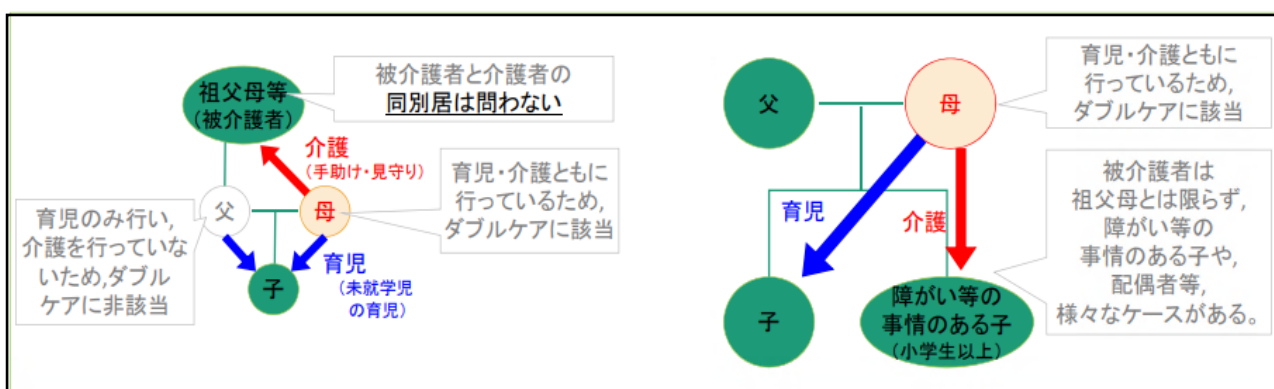 被介護者と介護者の
同別居は問わない
祖父母等
(被介護者)
介護
(手助け・見守り)
育児・介護ともに
行っているため,
ダブルケアに該当
父
母
育児のみ行い,
介護を行っていな
いため,ダブル
ケアに非該当
子
育児
(未就学児
の育児)
父
母
育児・介護ともに
行っているため,
ダブルケアに該当
育児
介護
被介護者は
祖父母とは限らず,
障がい等の
事情のある子や,
配偶者等,
様々なケースがある。
子
障がい等の
事情のある子
(小学生以上)